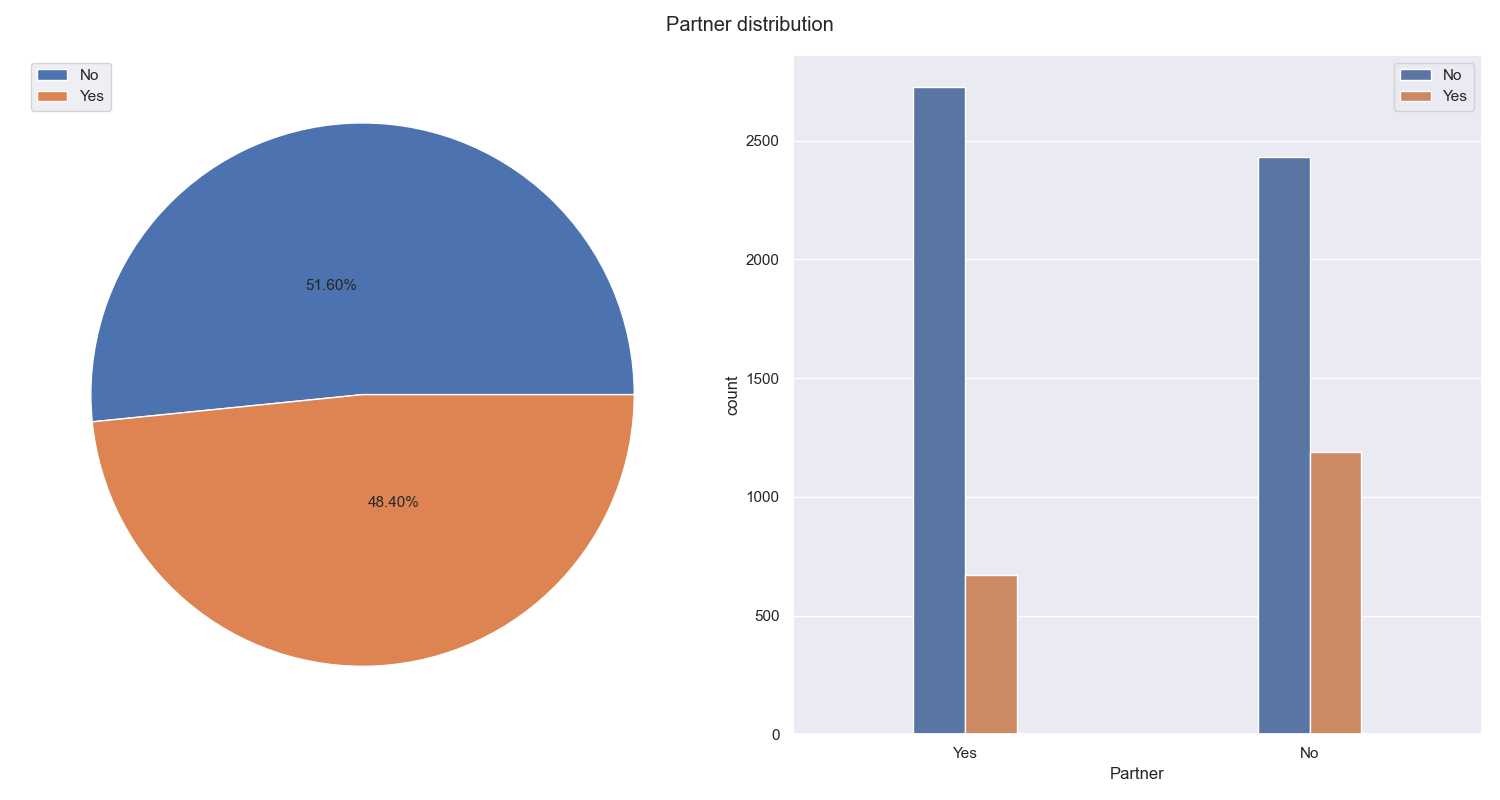 Partner distribution
No
Yes
51.60%
48.40%
No
Yes
2500
2000
1500
1000
500
0
count
Yes
No
Partner